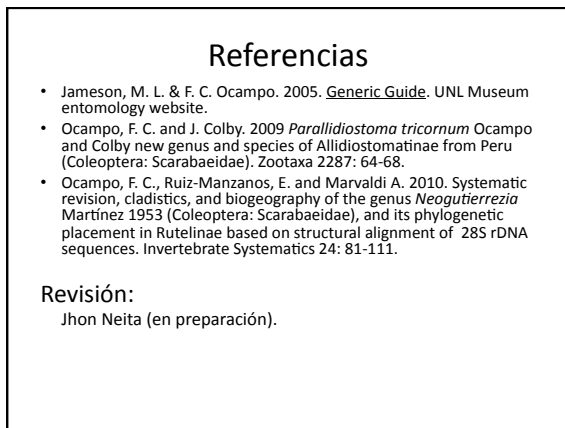 Referencias
• Jameson, M. L. & F. C. Ocampo. 2005. Generic Guide. UNL Museum
entomology website.
• Ocampo, F. C. and J. Colby. 2009 Parallidiostoma tricornum Ocampo
and Colby new genus and species of Allidiostomatinae from Peru
(Coleoptera: Scarabaeidae). Zootaxa 2287: 64-68.
• Ocampo, F. C., Ruiz-Manzanos, E. and Marvaldi A. 2010. Systematic
revision, cladistics, and biogeography of the genus Neogutierrezia
Martínez 1953 (Coleoptera: Scarabaeidae), and its phylogenetic
placement in Rutelinae based on structural alignment of 28S rDNA
sequences. Invertebrate Systematics 24: 81-111.
Revisión:
Jhon Neita (en preparación).